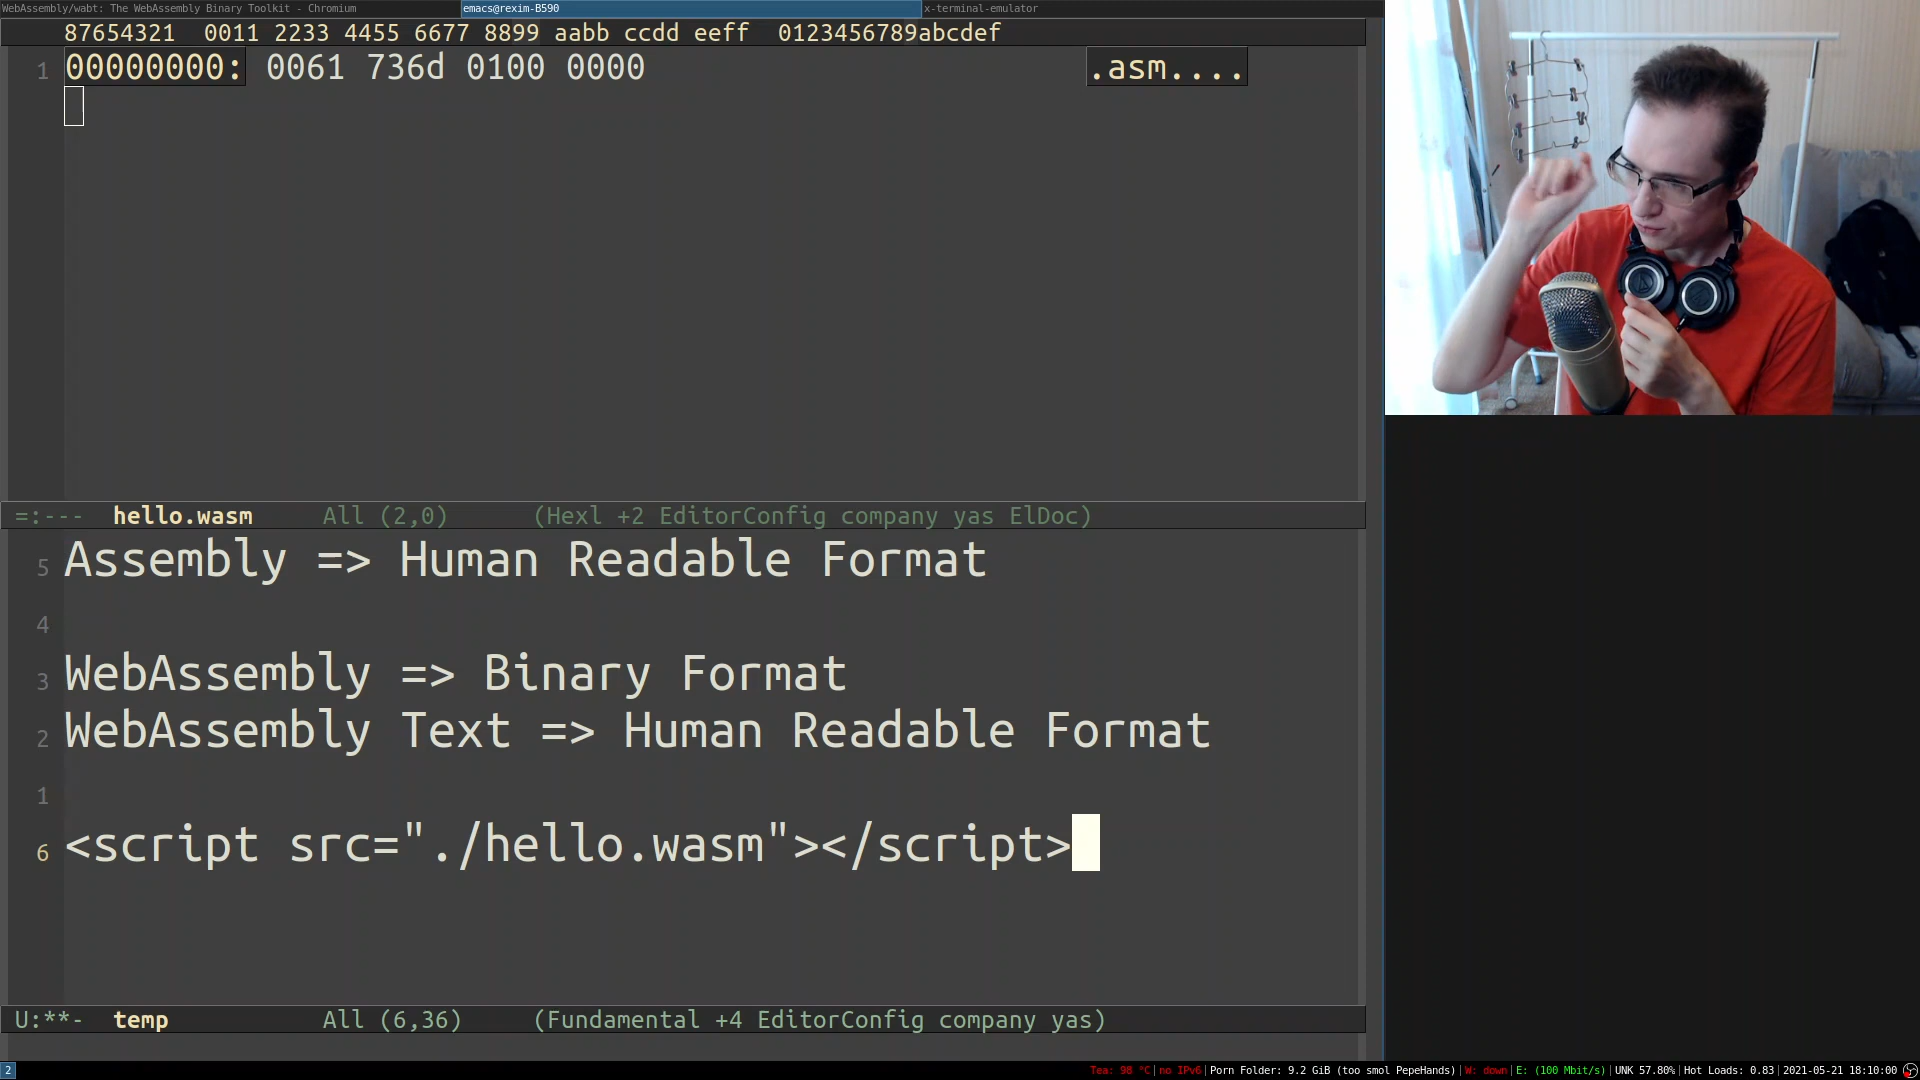 WebAssembly/wabt: The WebAssembly Binary Toolkit - Chromium
emacs@rexim-B590
x-terminal-emulator
87654321  0011 2233 4455 6677 8899 aabb ccdd eeff  0123456789abcdef
1 00000000: 0061 736d 0100 0000 .asm....
=:---  hello.wasm     All (2,0)      (Hexl +2 EditorConfig company yas ElDoc)
5 Assembly => Human Readable Format
4
3 WebAssembly => Binary Format
2 WebAssembly Text => Human Readable Format
1
6 <script src="./hello.wasm"></script>
U:**-  temp           All (6,36)     (Fundamental +4 EditorConfig company yas)
2
Tea: 98 °C|no IPv6|Porn Folder: 9.2 GiB (too smol PepeHands)|W: down|E: (100 Mbit/s)|UNK 57.80%|Hot Loads: 0.83|2021-05-21 18:10:00